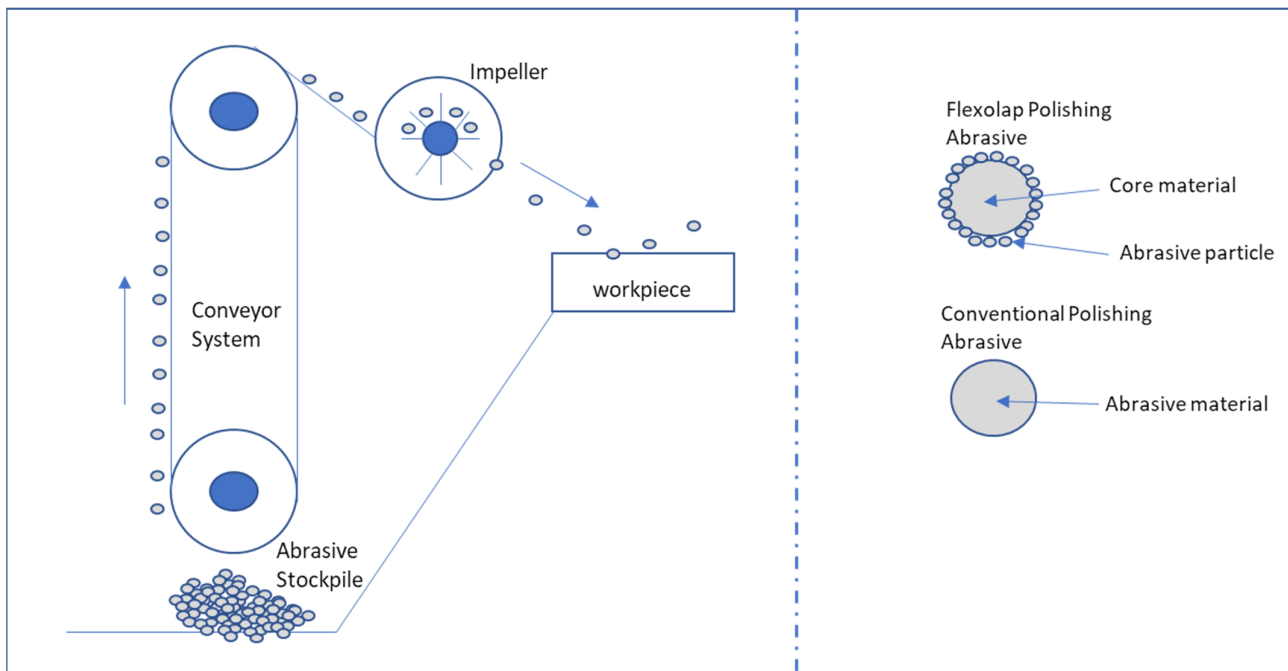 Impeller
Conveyor
System
workpiece
Abrasive
Stockpile
Flexolap Polishing
Abrasive
Core material
Abrasive particle
Conventional Polishing
Abrasive
Abrasive material